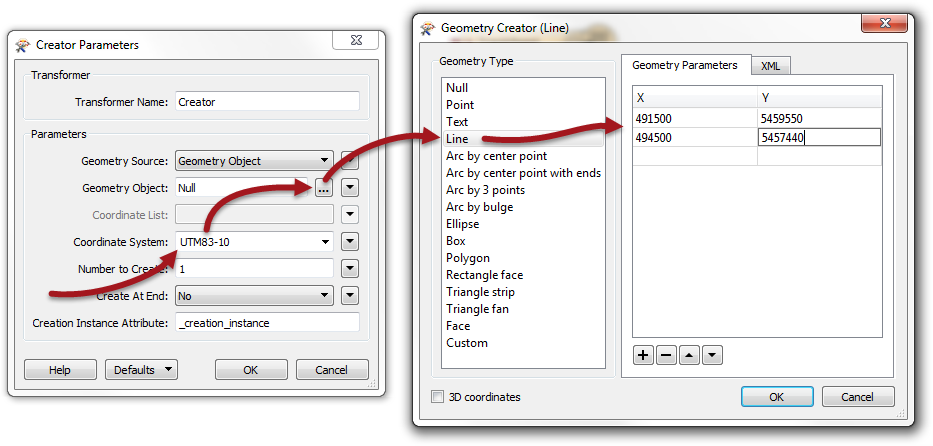 Creator Parameters
Transformer
Transformer Name: Creator
Parameters
Geometry Source: Geometry Object
Geometry Object: Null ...
Coordinate List:
Coordinate System: UTM83-10
Number to Create: 1
Create At End: No
Creation Instance Attribute: _creation_instance
Help Defaults OK Cancel
Geometry Creator (Line)
Geometry Type
Null
Point
Text
Line
Arc by center point
Arc by center point with ends
Arc by 3 points
Arc by bulge
Ellipse
Box
Polygon
Rectangle face
Triangle strip
Triangle fan
Face
Custom
Geometry Parameters XML
X Y
491500 5459550
494500 5457440
3D coordinates
OK Cancel